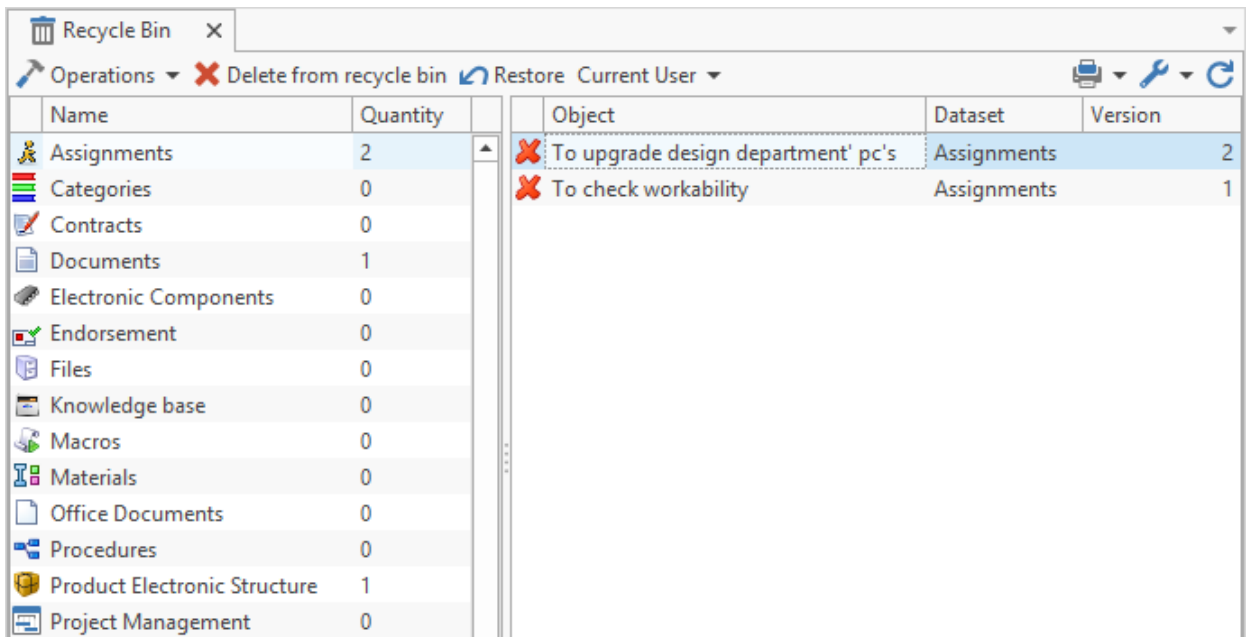 Recycle Bin
Operations Delete from recycle bin Restore Current User
Name Quantity Object Dataset Version
Assignments 2 To upgrade design department' pc's Assignments 2
Categories 0 To check workability Assignments 1
Contracts 0
Documents 1
Electronic Components 0
Endorsement 0
Files 0
Knowledge base 0
Macros 0
Materials 0
Office Documents 0
Procedures 0
Product Electronic Structure 1
Project Management 0